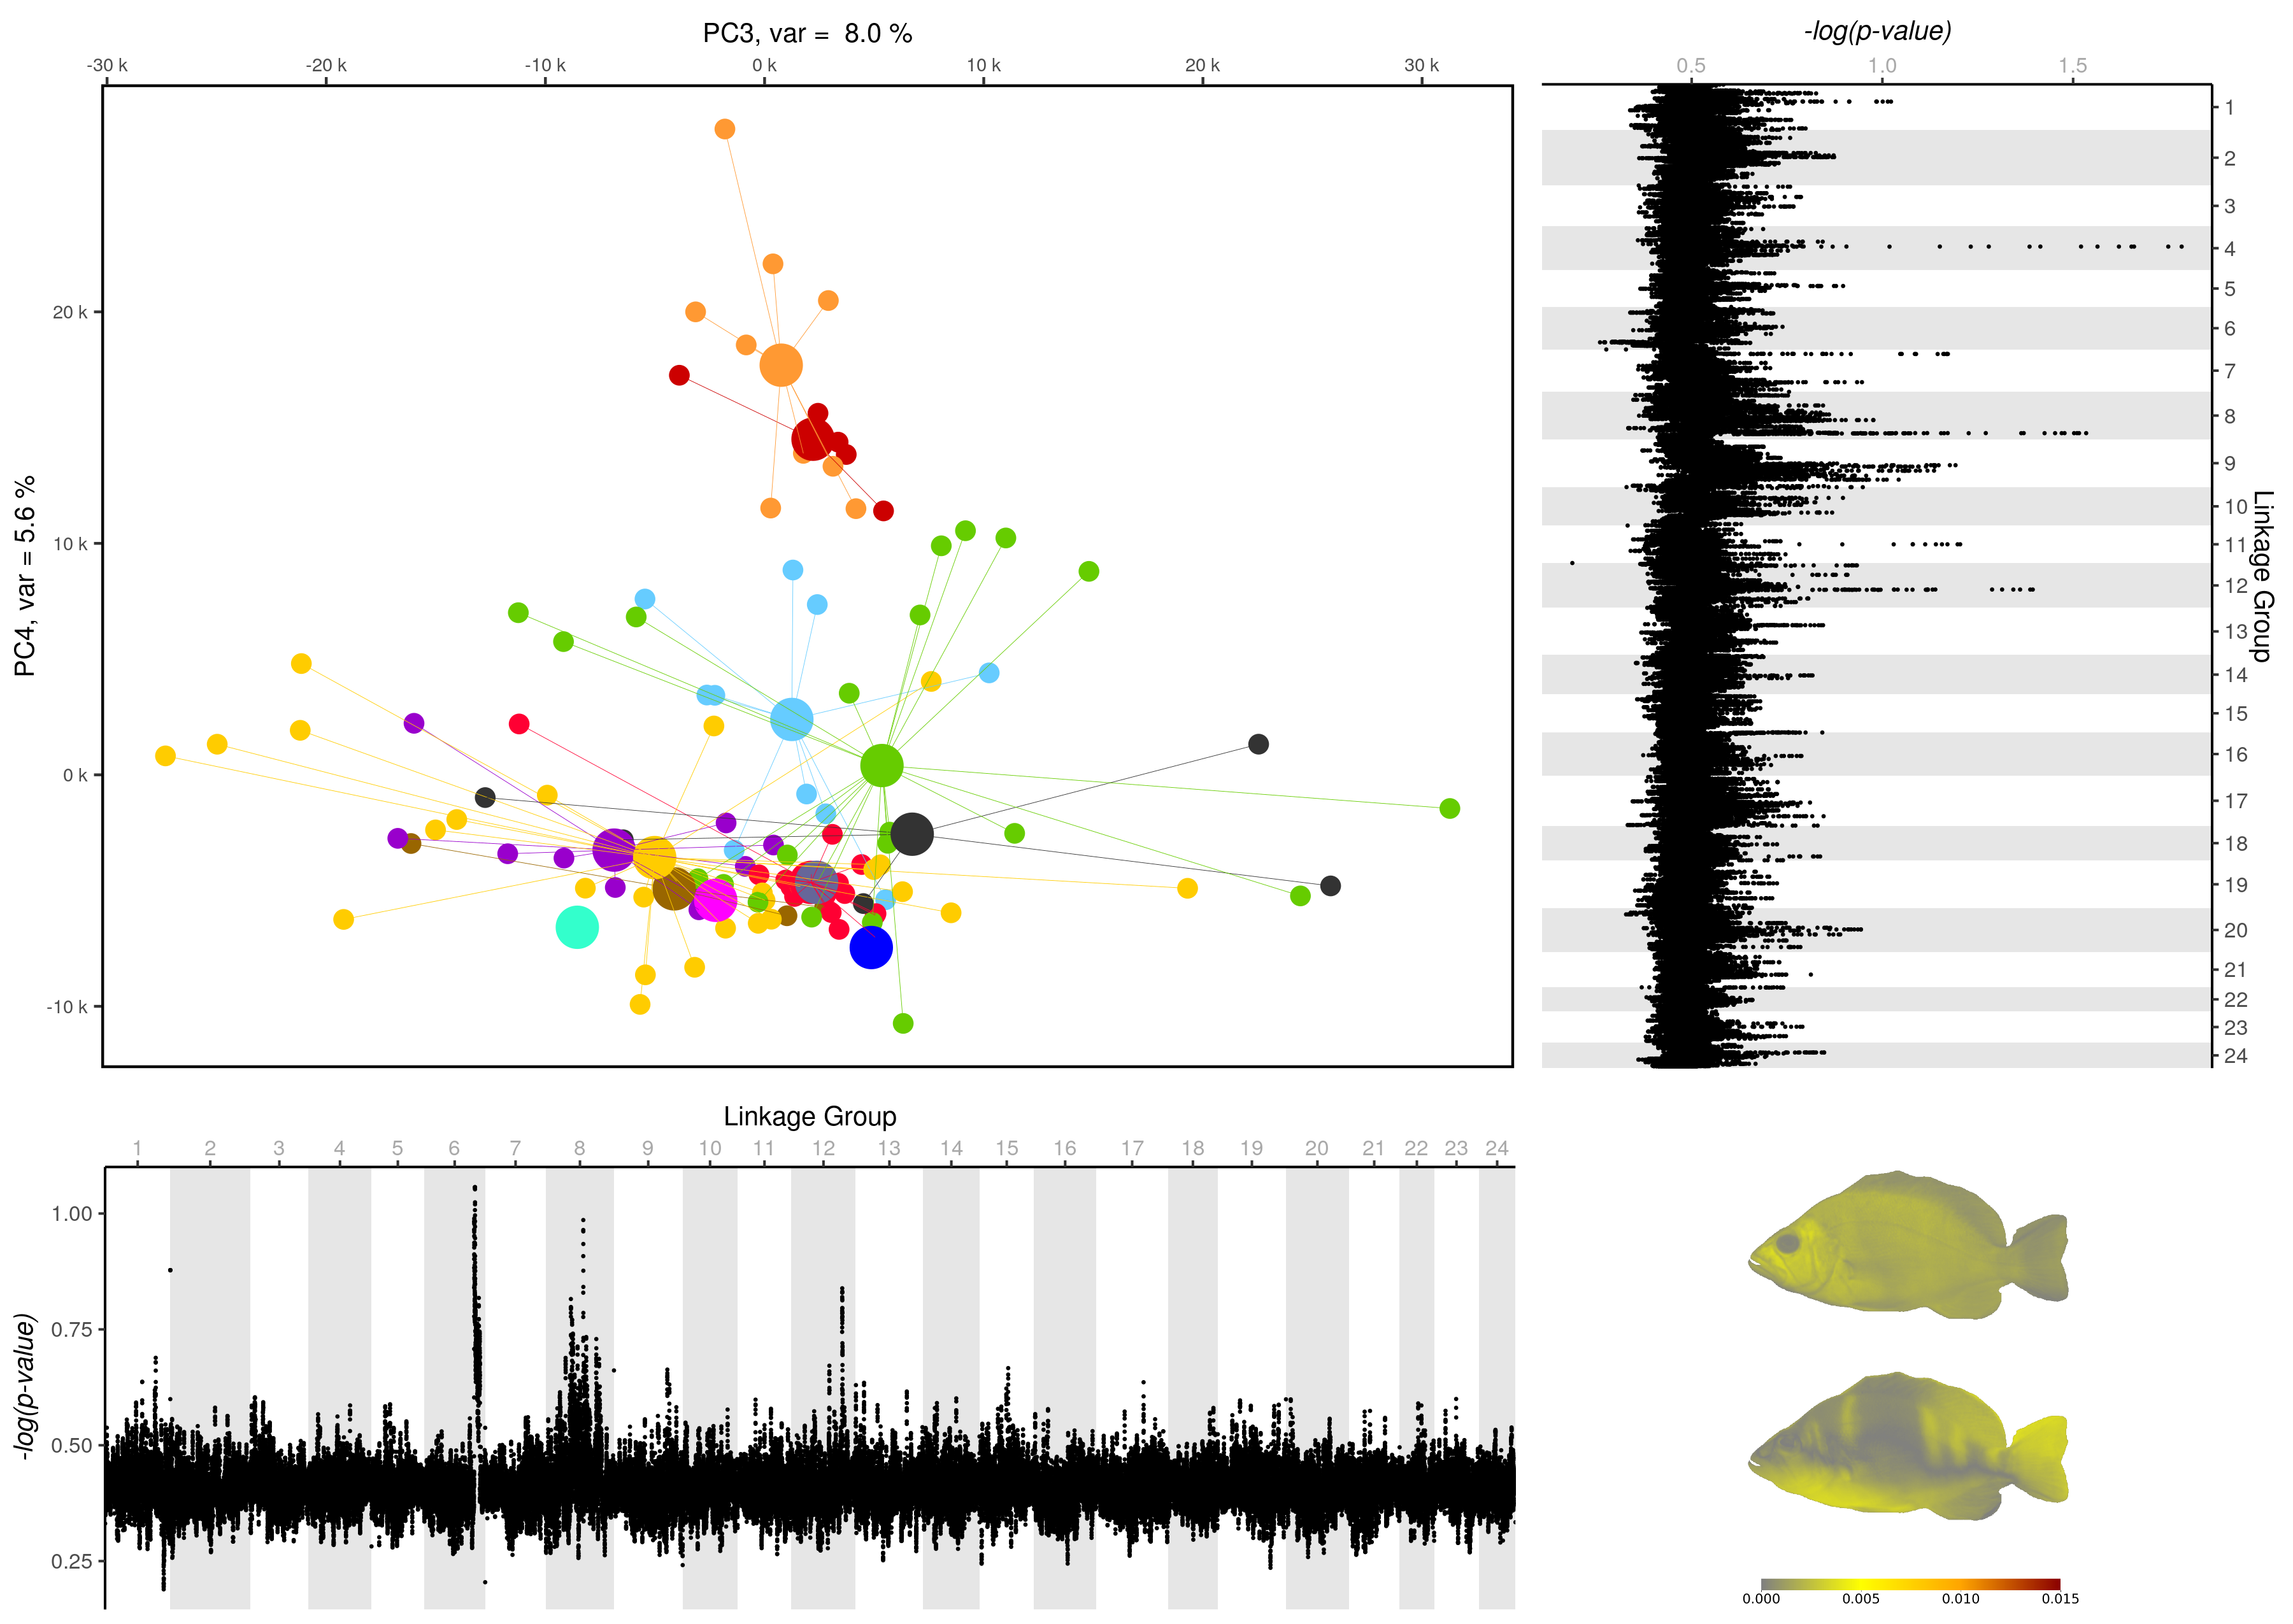 PC3, var =  8.0 %
-30 k -20 k -10 k 0 k 10 k 20 k 30 k
PC4, var = 5.6 %
20 k
10 k
0 k
-10 k
-log(p-value)
0.5 1.0 1.5
1
2
3
4
5
6
7
8
9
10
11
12
13
14
15
16
17
18
19
20
21
22
23
24
Linkage Group
Linkage Group
1 2 3 4 5 6 7 8 9 10 11 12 13 14 15 16 17 18 19 20 21 22 23 24
-log(p-value)
1.00
0.75
0.50
0.25
0.000 0.005 0.010 0.015